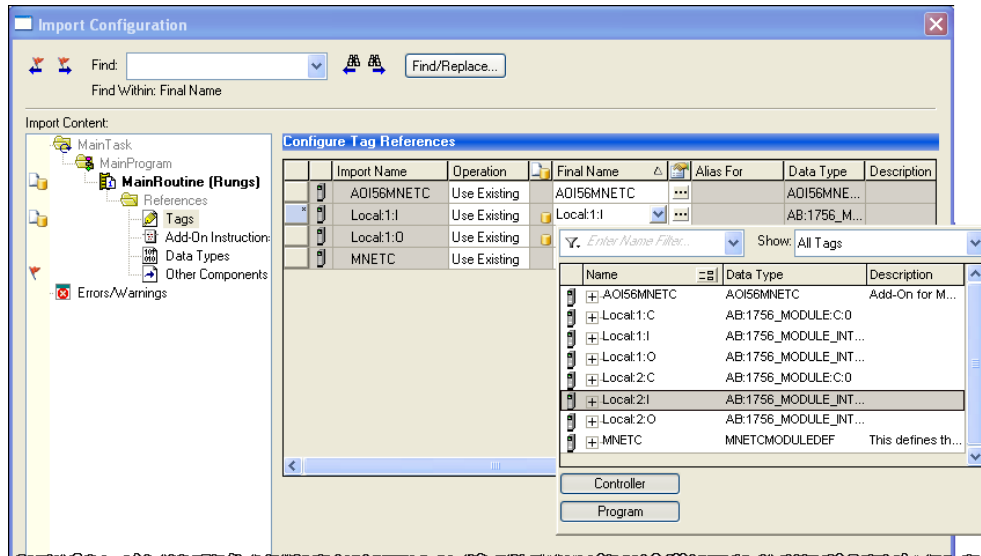 Import Configuration
Find:
Find/Replace...
Find Within: Final Name
Import Content:
MainTask
MainProgram
MainRoutine (Rungs)
References
Tags
Add-On Instruction:
Data Types
Other Components
Errors/Warnings
Configure Tag References
Import Name Operation Final Name Alias For Data Type Description
AOI56MNETC Use Existing AOI56MNETC ... AOI56MNE...
Local:1:I Use Existing Local:1:I ... AB:1756_M...
Local:1:O Use Existing
MNETC Use Existing
Enter Name Filter... Show: All Tags
Name Data Type Description
AOI56MNETC AOI56MNETC Add-On for M...
Local:1:C AB:1756_MODULE:C:0
Local:1:I AB:1756_MODULE_INT...
Local:1:O AB:1756_MODULE_INT...
Local:2:C AB:1756_MODULE:C:0
Local:2:I AB:1756_MODULE_INT...
Local:2:O AB:1756_MODULE_INT...
MNETC MNETCMODULEDEF This defines th...
Controller
Program